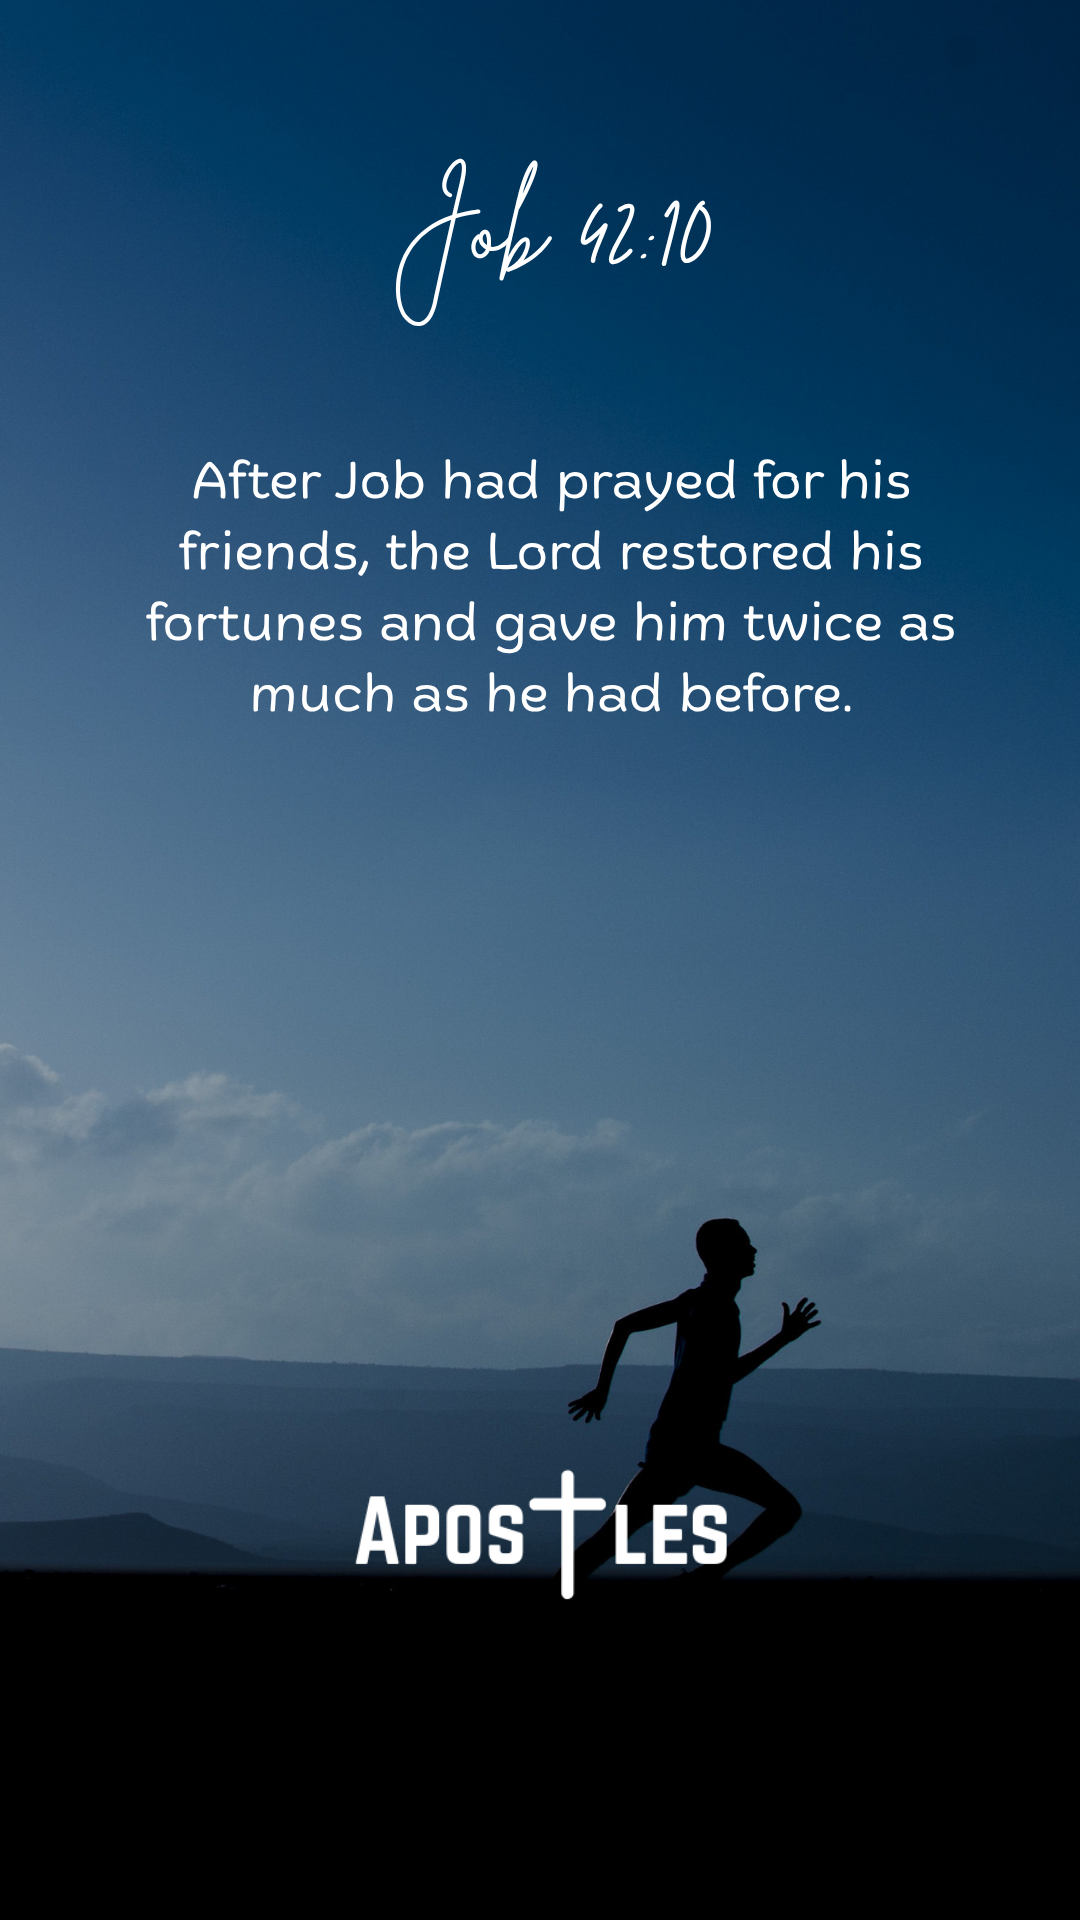 Job 42:10
After Job had prayed for his
friends, the Lord restored his
fortunes and gave him twice as
much as he had before.
APOSTLES